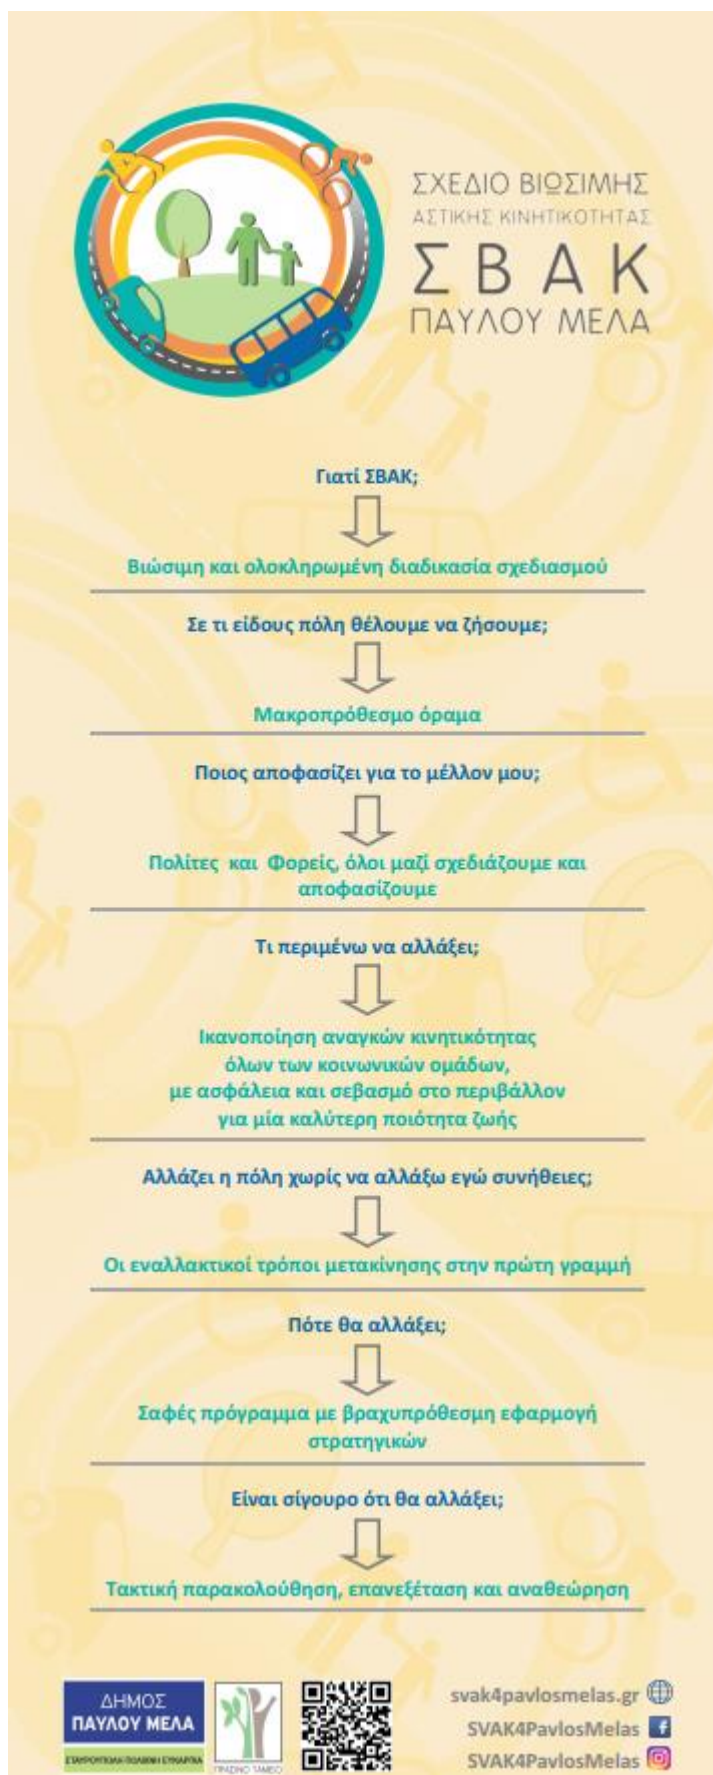 ΣΧΕΔΙΟ ΒΙΩΣΙΜΗΣ
ΑΣΤΙΚΗΣ ΚΙΝΗΤΙΚΟΤΗΤΑΣ
ΣΒΑΚ
ΠΑΥΛΟΥ ΜΕΛΑ
Γιατί ΣΒΑΚ;
Βιώσιμη και ολοκληρωμένη διαδικασία σχεδιασμού
Σε τι είδους πόλη θέλουμε να ζήσουμε;
Μακροπρόθεσμο όραμα
Ποιος αποφασίζει για το μέλλον μου;
Πολίτες και Φορείς, όλοι μαζί σχεδιάζουμε και
αποφασίζουμε
Τι περιμένω να αλλάξει;
Ικανοποίηση αναγκών κινητικότητας
όλων των κοινωνικών ομάδων,
με ασφάλεια και σεβασμό στο περιβάλλον
για μία καλύτερη ποιότητα ζωής
Αλλάζει η πόλη χωρίς να αλλάξω εγώ συνήθειες;
Οι εναλλακτικοί τρόποι μετακίνησης στην πρώτη γραμμή
Πότε θα αλλάξει;
Σαφές πρόγραμμα με βραχυπρόθεσμη εφαρμογή
στρατηγικών
Είναι σίγουρο ότι θα αλλάξει;
Τακτική παρακολούθηση, επανεξέταση και αναθεώρηση
ΔΗΜΟΣ
ΠΑΥΛΟΥ ΜΕΛΑ
ΣΤΑΥΡΟΥΠΟΛΗ ΠΟΛΙΧΝΗ ΕΥΚΑΡΠΙΑ
ΠΡΑΣΙΝΟ ΤΑΜΕΙΟ
svak4pavlosmelas.gr
SVAK4PavlosMelas
SVAK4PavlosMelas